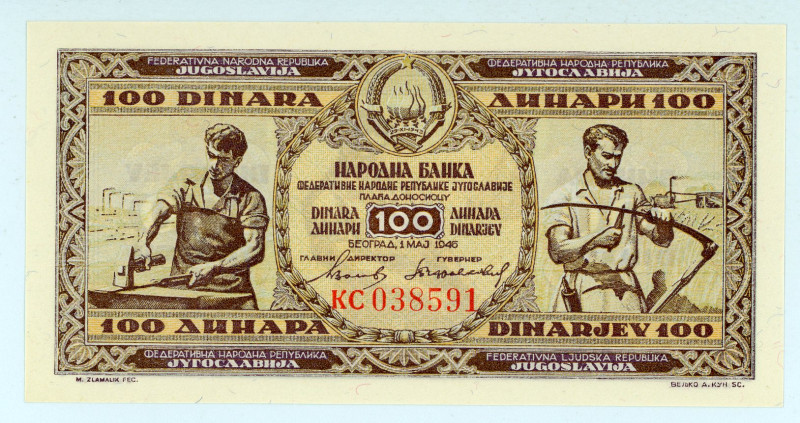 FEDERATIVNA NARODNA REPUBLIKA
JUGOSLAVIJA
ФЕДЕРАТИВНА НАРОДНА РЕПУБЛИКА
ЈУГОСЛАВИЈА
100 DINARA
ДИНАРИ 100
НАРОДНА БАНКА
ФЕДЕРАТИВНЕ НАРОДНЕ РЕПУБЛИКЕ ЈУГОСЛАВИЈЕ
ПЛАЋА ДОНОСИОЦУ
DINARA 100 ДИНАРА
ДИНАРИ DINARJEV
БЕОГРАД, 1 МАЈ 1946
ГЛАВНИ ДИРЕКТОР ГУВЕРНЕР
КС 038591
100 ДИНАРА
DINARJEV 100
ФЕДЕРАТИВНА НАРОДНА РЕПУБЛИКА
ЈУГОСЛАВИЈА
FEDERATIVNA LJUDSKA REPUBLIKA
JUGOSLAVIJA
M. ZLAMALIK FEC.
ВЕЉКО А. КУН SC.